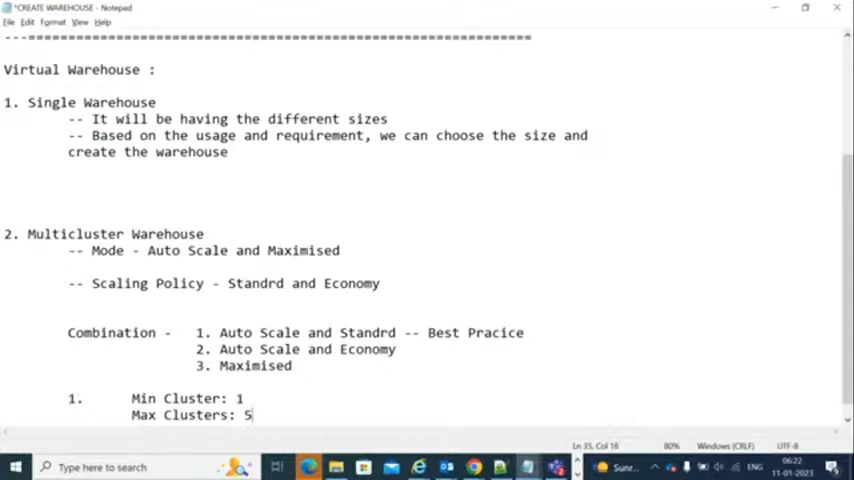 *CREATE WAREHOUSE - Notepad
File Edit Format View Help
---===============================================================
Virtual Warehouse :
1. Single Warehouse
-- It will be having the different sizes
-- Based on the usage and requirement, we can choose the size and
create the warehouse
2. Multicluster Warehouse
-- Mode - Auto Scale and Maximised
-- Scaling Policy - Standrd and Economy
Combination - 1. Auto Scale and Standrd -- Best Pracice
2. Auto Scale and Economy
3. Maximised
1. Min Cluster: 1
Max Clusters: 5
Ln 35, Col 16 80% Windows (CRLF) UTF-8
Type here to search
Sunr... ENG
06:22
11-01-2023